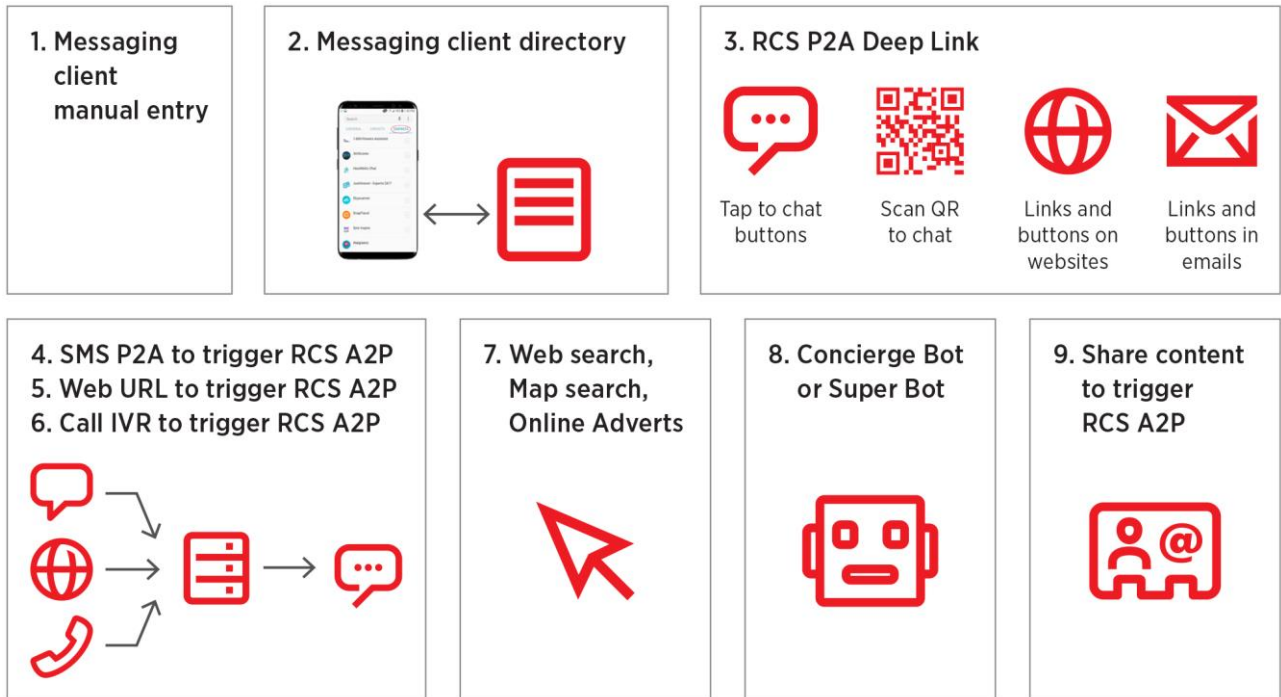 1. Messaging
client
manual entry
2. Messaging client directory
Search
3. RCS P2A Deep Link
Tap to chat
buttons
Scan QR
to chat
Links and
buttons on
websites
Links and
buttons in
emails
4. SMS P2A to trigger RCS A2P
5. Web URL to trigger RCS A2P
6. Call IVR to trigger RCS A2P
7. Web search,
Map search,
Online Adverts
8. Concierge Bot
or Super Bot
9. Share content
to trigger
RCS A2P
@